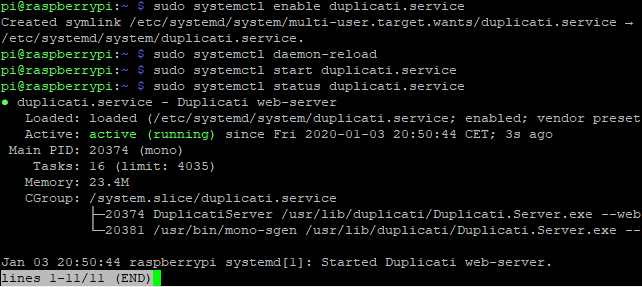 pi@raspberrypi:~ $ sudo systemctl enable duplicati.service
Created symlink /etc/systemd/system/multi-user.target.wants/duplicati.service →
/etc/systemd/system/duplicati.service.
pi@raspberrypi:~ $ sudo systemctl daemon-reload
pi@raspberrypi:~ $ sudo systemctl start duplicati.service
pi@raspberrypi:~ $ sudo systemctl status duplicati.service
● duplicati.service - Duplicati web-server
   Loaded: loaded (/etc/systemd/system/duplicati.service; enabled; vendor preset
   Active: active (running) since Fri 2020-01-03 20:50:44 CET; 3s ago
 Main PID: 20374 (mono)
    Tasks: 16 (limit: 4035)
   Memory: 23.4M
   CGroup: /system.slice/duplicati.service
           ├─20374 DuplicatiServer /usr/lib/duplicati/Duplicati.Server.exe --web
           └─20381 /usr/bin/mono-sgen /usr/lib/duplicati/Duplicati.Server.exe --
Jan 03 20:50:44 raspberrypi systemd[1]: Started Duplicati web-server.
lines 1-11/11 (END)